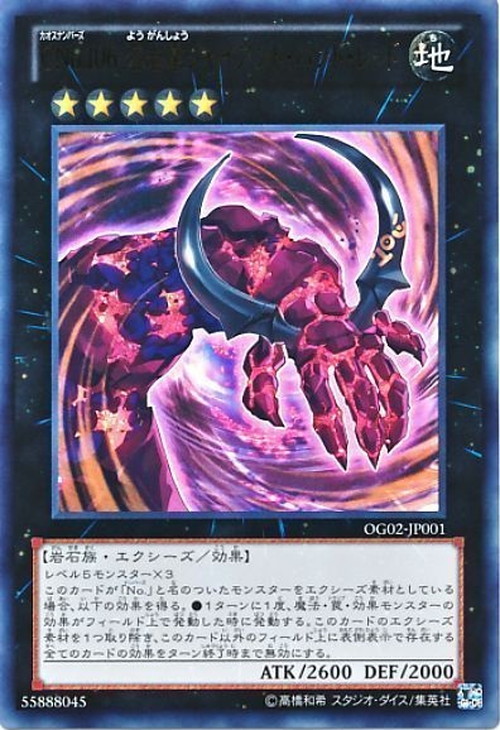 カオスナンバーズ ようがんしょう
CNo.106
地
106
OG02-JP001
【岩石族・エクシーズ/効果】
レベル5モンスター×3
このカードが「No.」と名のついたモンスターをエクシーズ素材としている
場合、以下の効果を得る。●1ターンに1度、魔法・罠・効果モンスターの
効果がフィールド上で発動した時に発動する。このカードのエクシーズ
素材を1つ取り除き、このカード以外のフィールド上に表側表示で存在する
全てのカードの効果をターン終了時まで無効にする。
ATK/2600 DEF/2000
55888045
©高橋和希 スタジオ・ダイス/集英社